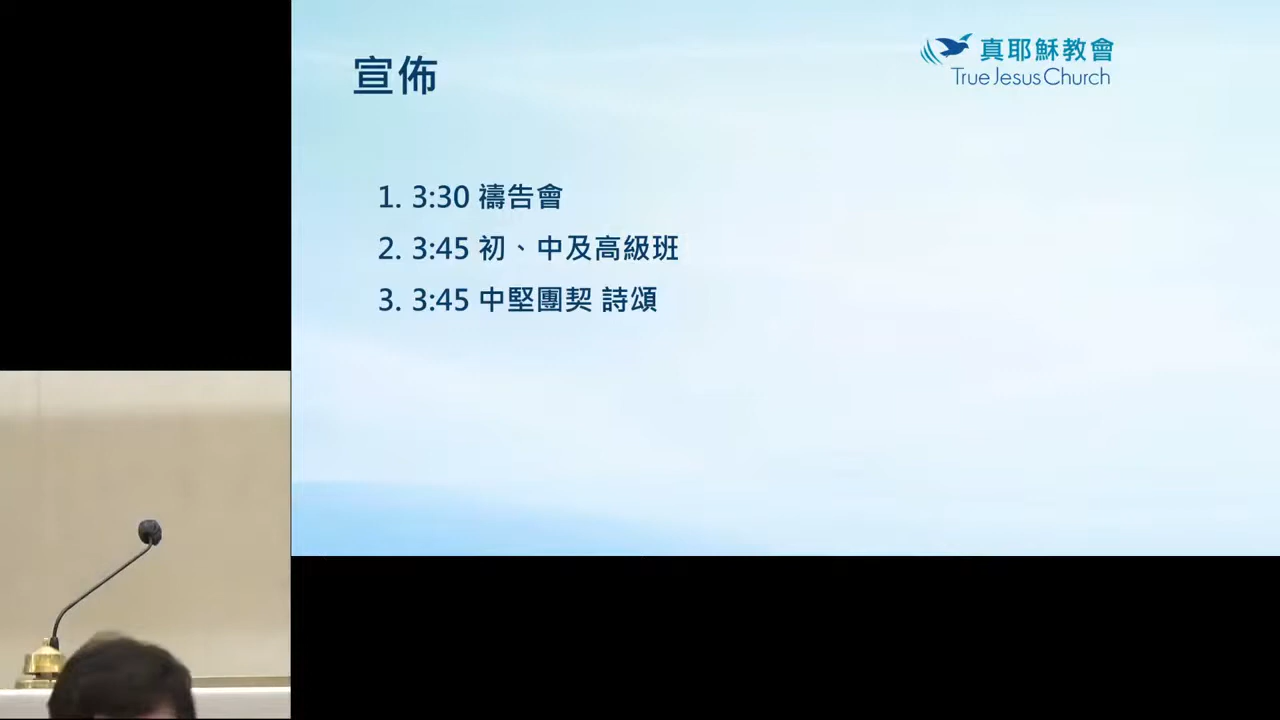 宣佈
真耶穌教會
True Jesus Church
1. 3:30 禱告會
2. 3:45 初、中及高級班
3. 3:45 中堅團契 詩頌